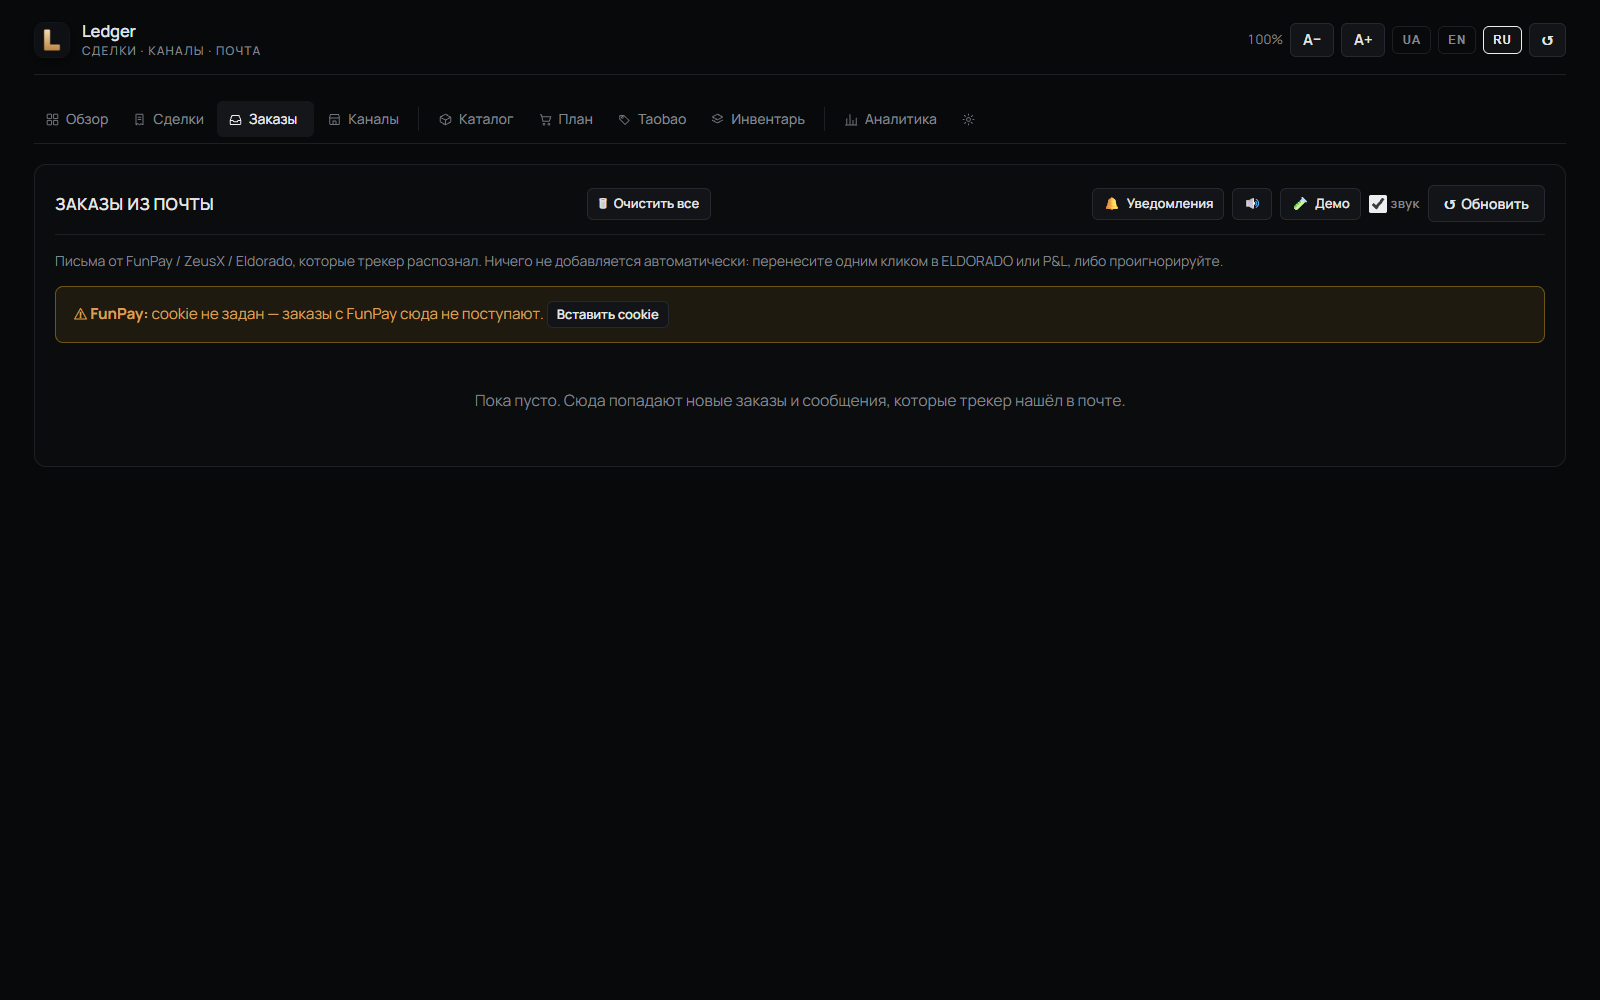 Ledger
СДЕЛКИ · КАНАЛЫ · ПОЧТА
100% A− A+ UA EN RU ↺
Обзор Сделки Заказы Каналы Каталог План Taobao Инвентарь Аналитика
ЗАКАЗЫ ИЗ ПОЧТЫ Очистить все Уведомления Демо звук ↺ Обновить
Письма от FunPay / ZeusX / Eldorado, которые трекер распознал. Ничего не добавляется автоматически: перенесите одним кликом в ELDORADO или P&L, либо проигнорируйте.
⚠ FunPay: cookie не задан — заказы с FunPay сюда не поступают. Вставить cookie
Пока пусто. Сюда попадают новые заказы и сообщения, которые трекер нашёл в почте.